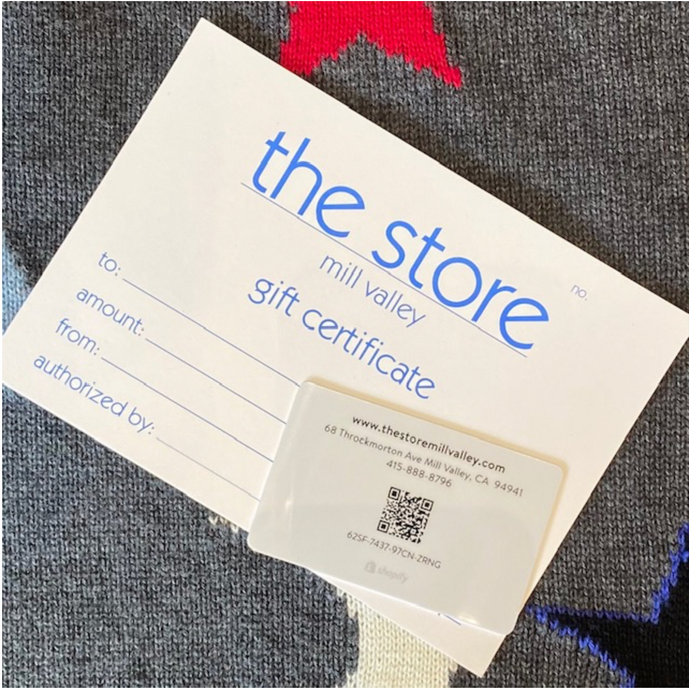 the store
mill valley
no.
gift certificate
to:
amount:
from:
authorized by:
www.thestoremillvalley.com
68 Throckmorton Ave Mill Valley, CA 94941
415-888-8796
62SF-7437-97CN-ZRNG
shopify